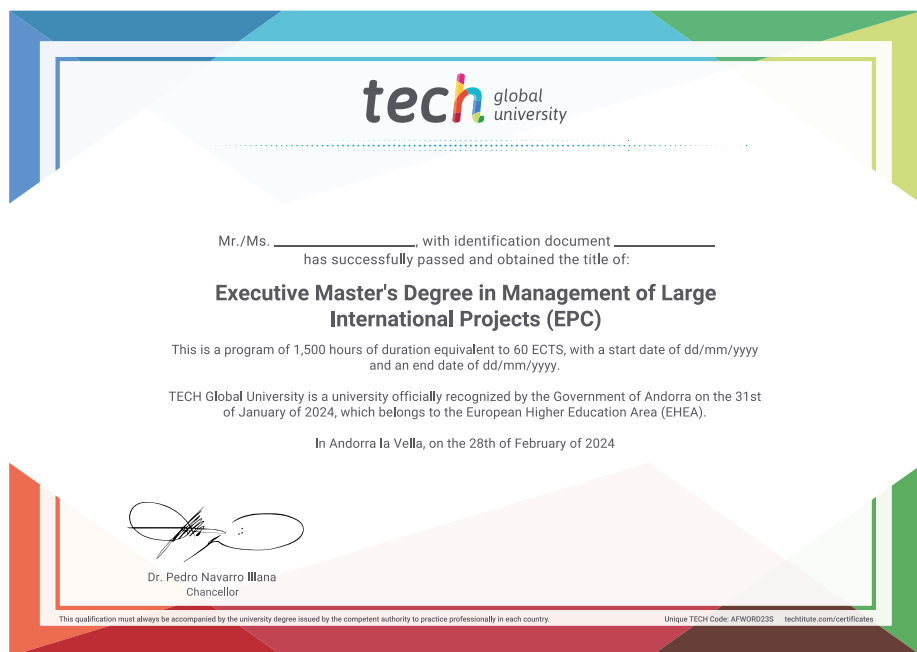 tech global
university
Mr./Ms. ____________________, with identification document ______________
has successfully passed and obtained the title of:
Executive Master's Degree in Management of Large
International Projects (EPC)
This is a program of 1,500 hours of duration equivalent to 60 ECTS, with a start date of dd/mm/yyyy
and an end date of dd/mm/yyyy.
TECH Global University is a university officially recognized by the Government of Andorra on the 31st
of January of 2024, which belongs to the European Higher Education Area (EHEA).
In Andorra la Vella, on the 28th of February of 2024
Dr. Pedro Navarro Illana
Chancellor
This qualification must always be accompanied by the university degree issued by the competent authority to practice professionally in each country.
Unique TECH Code: AFWORD23S techtitute.com/certificates